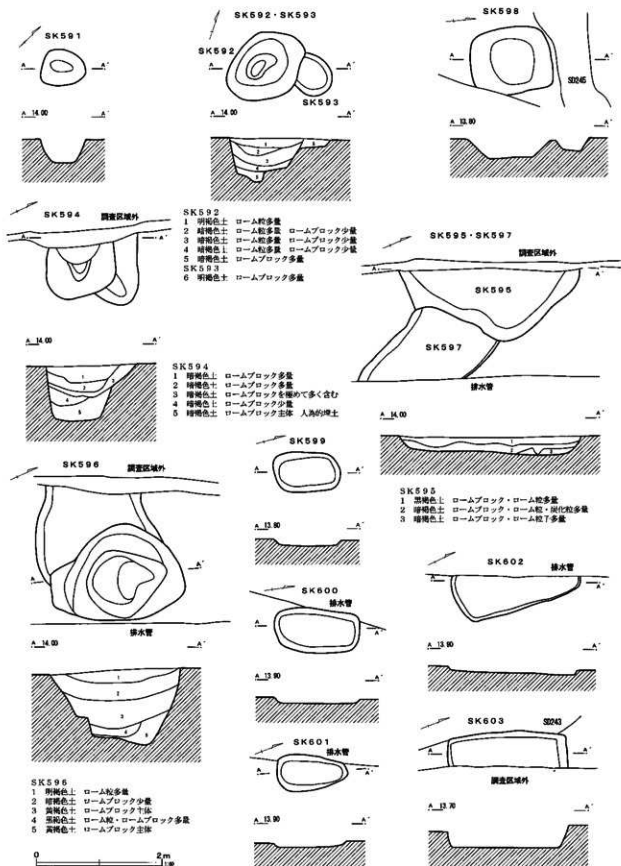 SK591
A A'
A 14.00 A'
SK592・SK593
SK592
SK593
A A'
A 14.00 A'
SK598
A A'
SD245
A 13.80 A'
SK594 調査区域外
A A'
A 14.00 A'
1
2
3
4
5
SK592
1 明褐色土 ローム粒多量
2 暗褐色土 ローム粒多量 ロームブロック少量
3 暗褐色土 ローム粒多量 ロームブロック少量
4 暗褐色土 ローム粒多量 ロームブロック少量
5 暗褐色土 ロームブロック多量
SK593
6 明褐色土 ロームブロック多量
SK594
1 暗褐色土 ロームブロック多量
2 暗褐色土 ロームブロック多量
3 暗褐色土 ロームブロックを極めて多く含む
4 暗褐色土 ロームブロック少量
5 暗褐色土 ロームブロック主体 人為的埋土
SK595・SK597
調査区域外
A A'
SK595
SK597
排水管
A 14.00 A'
1
2
3
SK595
1 黒褐色土 ロームブロック・ローム粒多量
2 暗褐色土 ロームブロック・ローム粒・炭化粒多量
3 暗褐色土 ロームブロック・ローム粒子多量
SK596 調査区域外
A A'
排水管
A 14.00 A'
1
2
3
4
5
SK596
1 明褐色土 ローム粒多量
2 暗褐色土 ロームブロック少量
3 黄褐色土 ロームブロック主体
4 黒褐色土 ローム粒・ロームブロック多量
5 黄褐色土 ロームブロック主体
0 2m
SK599
A A'
A 13.80 A'
SK600
排水管
A A'
A 13.90 A'
SK601
排水管
A A'
A 13.90 A'
SK602
排水管
A A'
A 13.90 A'
SK603 SD243
A A'
調査区域外
A 13.70 A'